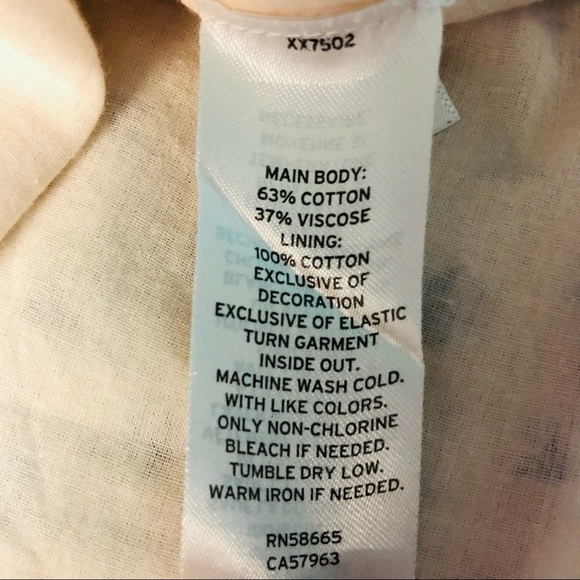 XX7502
MAIN BODY:
63% COTTON
37% VISCOSE
LINING:
100% COTTON
EXCLUSIVE OF
DECORATION
EXCLUSIVE OF ELASTIC
TURN GARMENT
INSIDE OUT.
MACHINE WASH COLD.
WITH LIKE COLORS.
ONLY NON-CHLORINE
BLEACH IF NEEDED.
TUMBLE DRY LOW.
WARM IRON IF NEEDED.
RN58665
CA57963